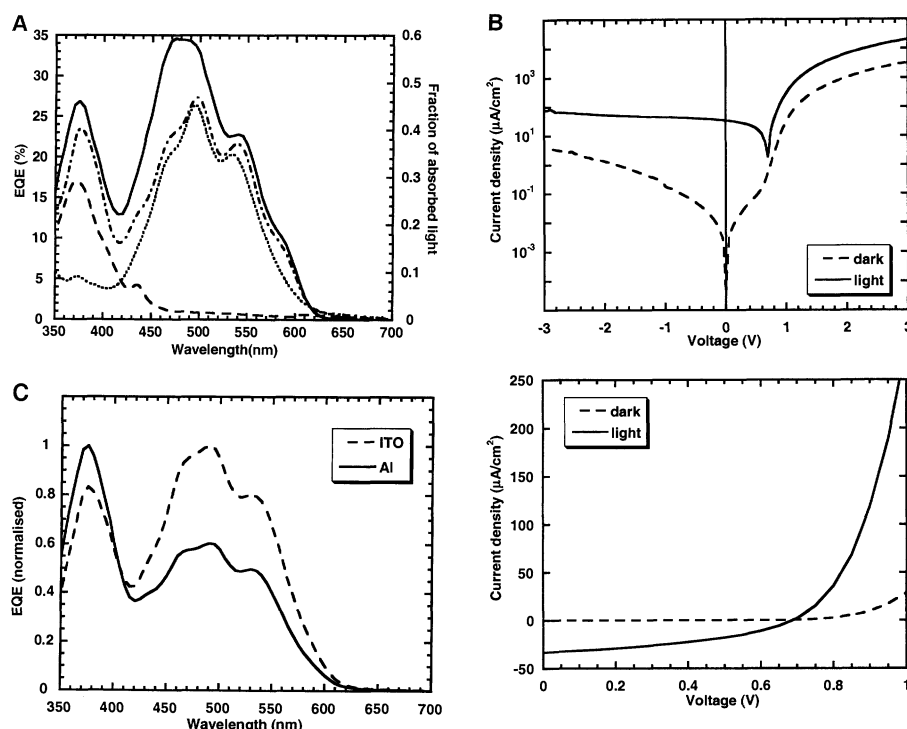 A
35
30
25
20
15
10
5
0
EQE (%)
0.6
0.5
0.4
0.3
0.2
0.1
0
Fraction of absorbed light
350 400 450 500 550 600 650 700
Wavelength(nm)
B
10³
10¹
10⁻¹
10⁻³
Current density (µA/cm²)
dark
light
-3 -2 -1 0 1 2 3
Voltage (V)
C
1
0.8
0.6
0.4
0.2
0
EQE (normalised)
ITO
Al
350 400 450 500 550 600 650 700
Wavelength (nm)
250
200
150
100
50
0
-50
Current density (µA/cm²)
dark
light
0 0.2 0.4 0.6 0.8 1
Voltage (V)